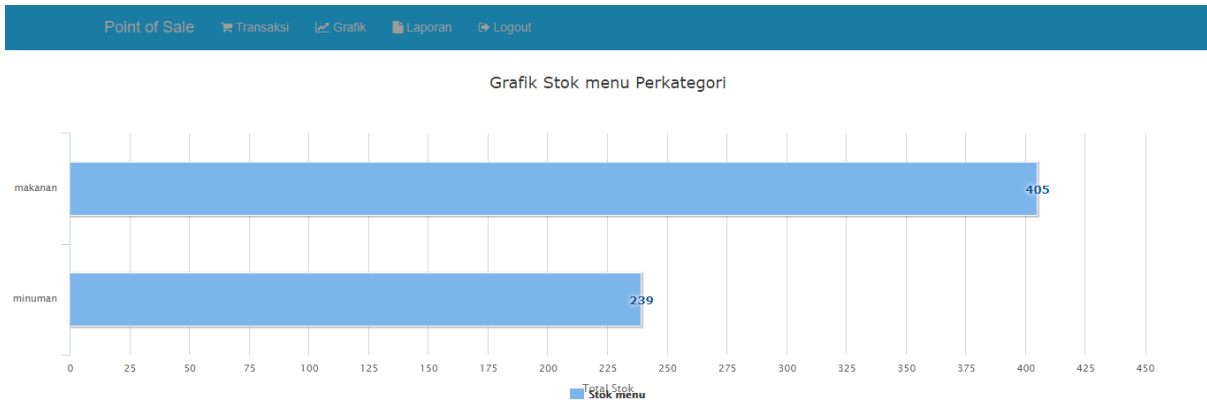 Point of Sale Transaksi Grafik Laporan Logout
Grafik Stok menu Perkategori
makanan 405
minuman 239
0 25 50 75 100 125 150 175 200 225 250 275 300 325 350 375 400 425 450
Total Stok
Stok menu